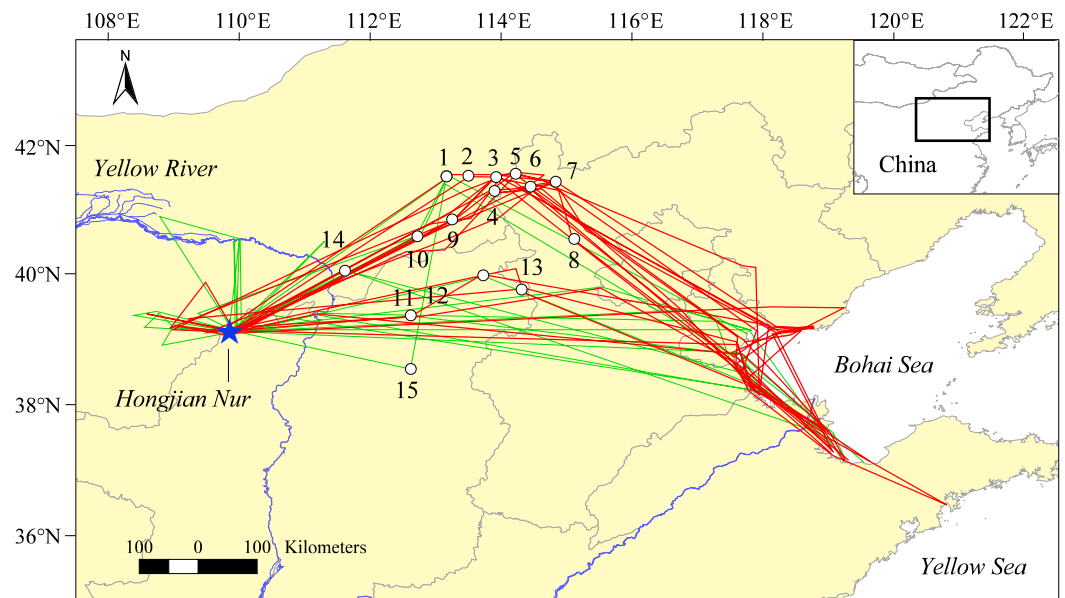 108°E 110°E 112°E 114°E 116°E 118°E 120°E 122°E
N
42°N
Yellow River
China
1 2 3 5 6 7
4
14 9 8
10
40°N
13
11 12
Bohai Sea
Hongjian Nur
15
38°N
36°N
100 0 100 Kilometers
Yellow Sea